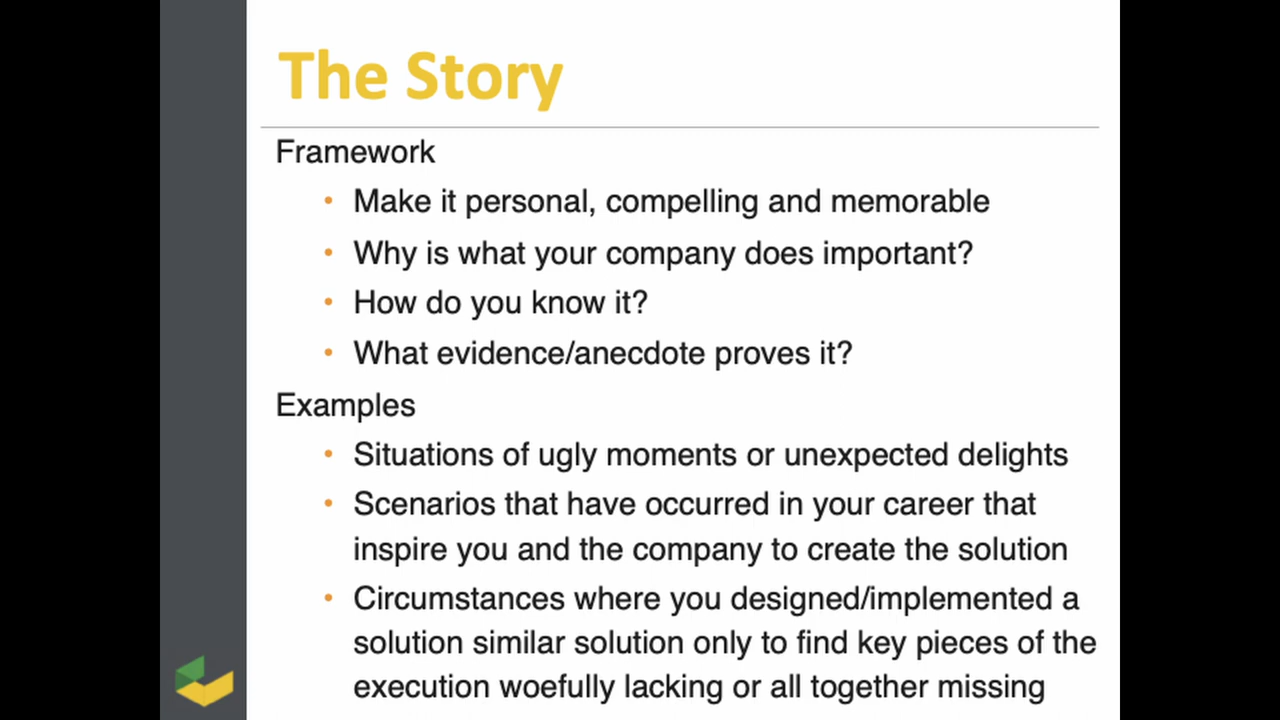 The Story
Framework
• Make it personal, compelling and memorable
• Why is what your company does important?
• How do you know it?
• What evidence/anecdote proves it?
Examples
• Situations of ugly moments or unexpected delights
• Scenarios that have occurred in your career that
inspire you and the company to create the solution
• Circumstances where you designed/implemented a
solution similar solution only to find key pieces of the
execution woefully lacking or all together missing